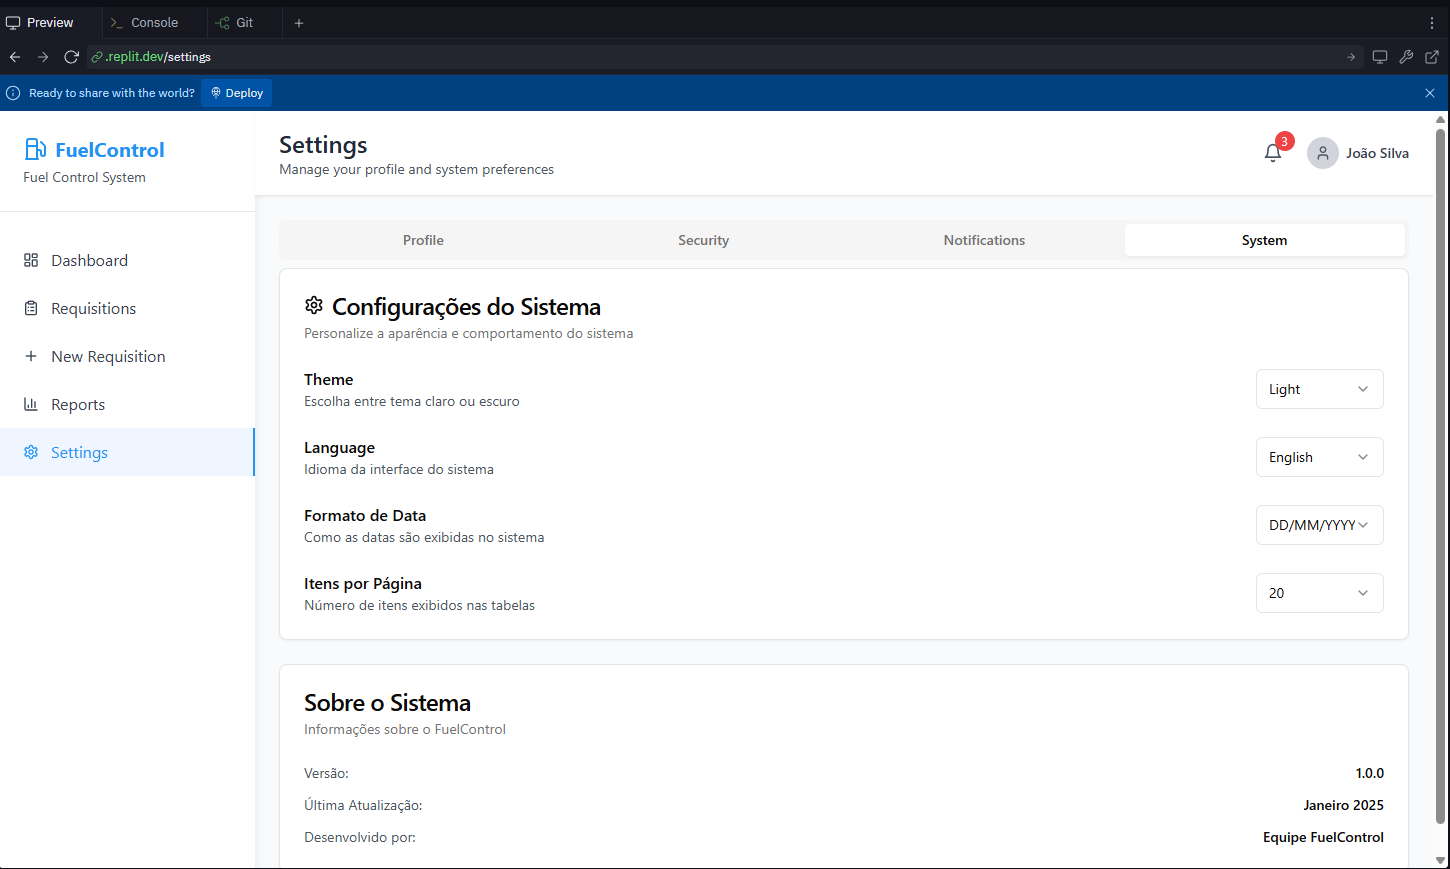 Preview
Console
Git
.replit.dev/settings
Ready to share with the world?
Deploy
FuelControl
Fuel Control System
Dashboard
Requisitions
New Requisition
Reports
Settings
Settings
Manage your profile and system preferences
3
João Silva
Profile
Security
Notifications
System
Configurações do Sistema
Personalize a aparência e comportamento do sistema
Theme
Escolha entre tema claro ou escuro
Light
Language
Idioma da interface do sistema
English
Formato de Data
Como as datas são exibidas no sistema
DD/MM/YYYY
Itens por Página
Número de itens exibidos nas tabelas
20
Sobre o Sistema
Informações sobre o FuelControl
Versão:
1.0.0
Última Atualização:
Janeiro 2025
Desenvolvido por:
Equipe FuelControl